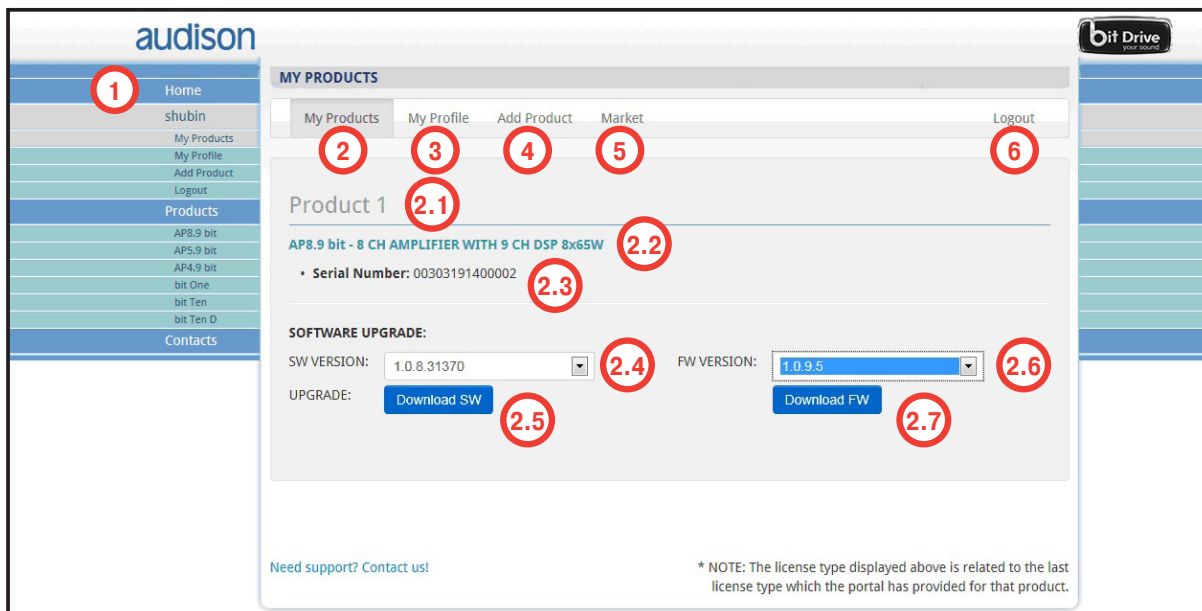 audison
bit Drive
your sound
1
Home
shubin
My Products
My Profile
Add Product
Logout
Products
AP8.9 bit
AP5.9 bit
AP4.9 bit
bit One
bit Ten
bit Ten D
Contacts
MY PRODUCTS
My Products My Profile Add Product Market Logout
2 3 4 5 6
Product 1 2.1
AP8.9 bit - 8 CH AMPLIFIER WITH 9 CH DSP 8x65W 2.2
• Serial Number: 00303191400002 2.3
SOFTWARE UPGRADE:
SW VERSION: 1.0.8.31370 2.4 FW VERSION: 1.0.9.5 2.6
UPGRADE: Download SW 2.5 Download FW 2.7
Need support? Contact us!
* NOTE: The license type displayed above is related to the last
license type which the portal has provided for that product.